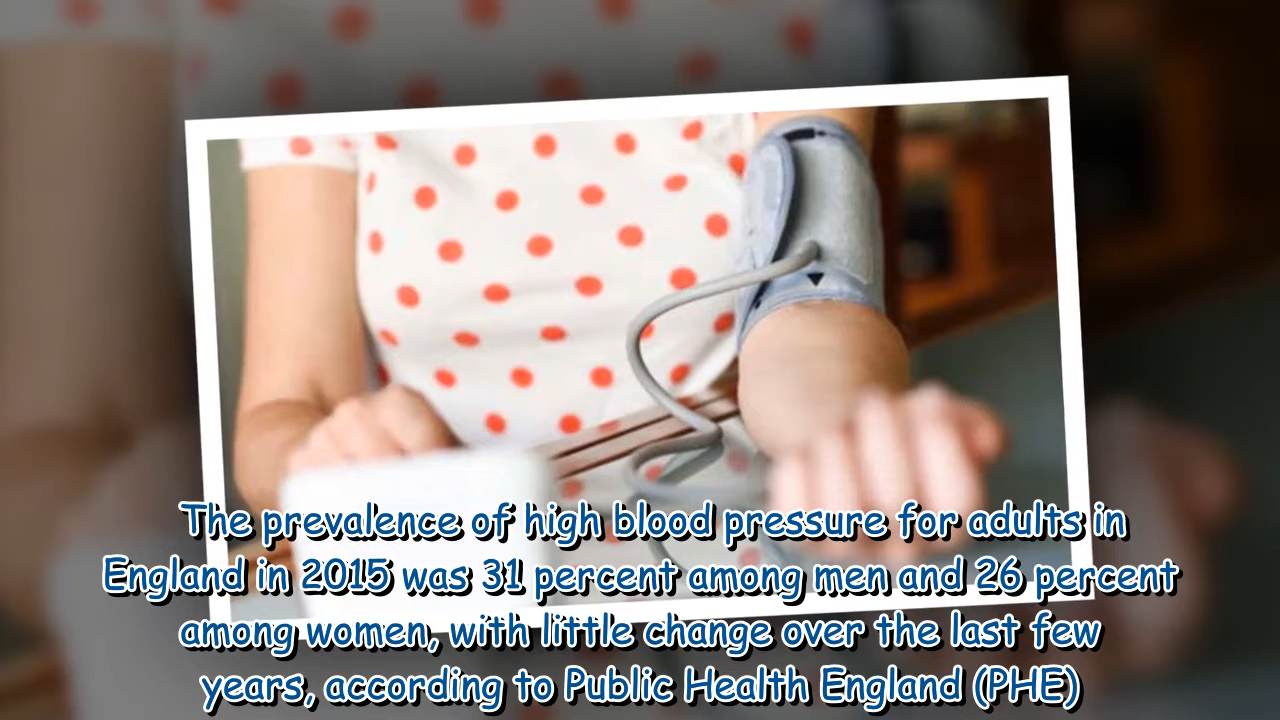 The prevalence of high blood pressure for adults in
England in 2015 was 31 percent among men and 26 percent
among women, with little change over the last few
years, according to Public Health England (PHE)